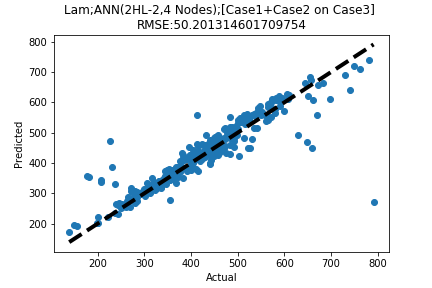 Lam;ANN(2HL-2,4 Nodes);[Case1+Case2 on Case3]
RMSE:50.201314601709754
800
700
600
500
400
300
200
Predicted
200 300 400 500 600 700 800
Actual